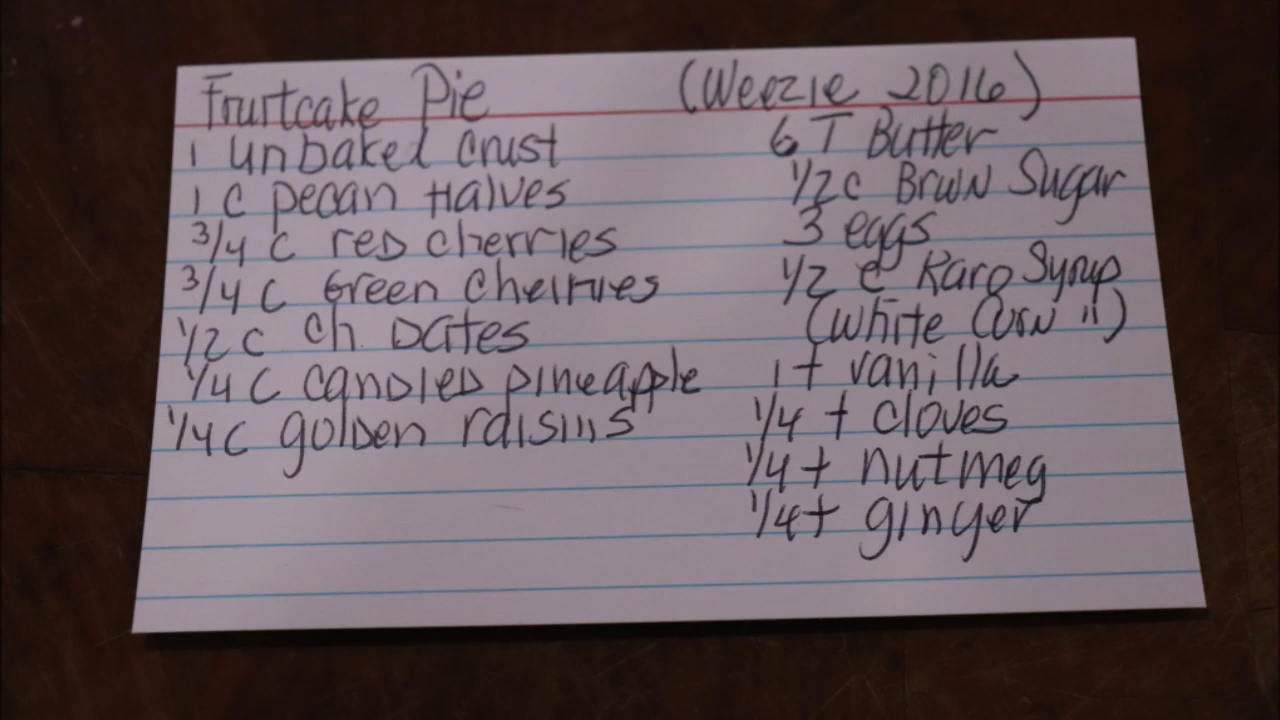 Fruitcake Pie (Weezie 2016)
1 unbaked crust
1 c pecan Halves
3/4 c red cherries
3/4 c Green Cherries
1/2 c ch. Dates
1/4 c candied pineapple
1/4 c golden raisins
6 T Butter
1/2 c Brown Sugar
3 eggs
1/2 c Karo Syrup
(White Corn ")
1 t vanilla
1/4 t cloves
1/4 t nutmeg
1/4 t ginger